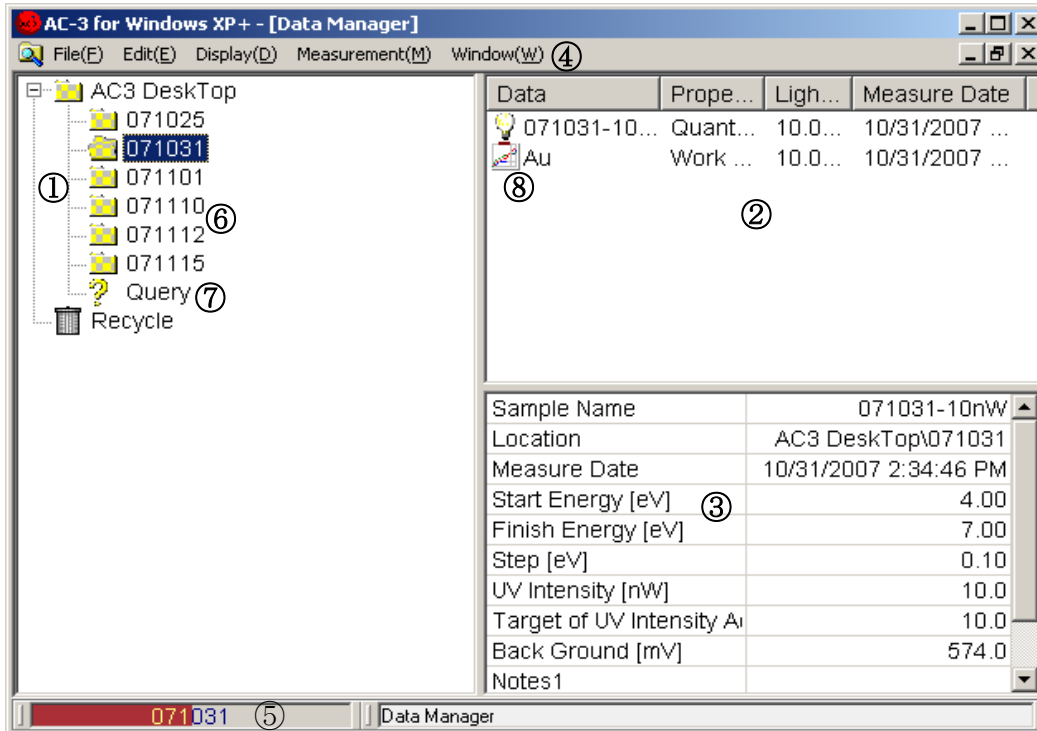 AC-3 for Windows XP+ - [Data Manager]
File(F) Edit(E) Display(D) Measurement(M) Window(W) ④
AC3 DeskTop
071025
071031
① 071101
071110 ⑥
071112
071115
Query ⑦
Recycle
Data Prope... Ligh... Measure Date
071031-10... Quant... 10.0... 10/31/2007 ...
Au Work ... 10.0... 10/31/2007 ...
⑧
②
Sample Name 071031-10nW
Location AC3 DeskTop\071031
Measure Date 10/31/2007 2:34:46 PM
Start Energy [eV] ③ 4.00
Finish Energy [eV] 7.00
Step [eV] 0.10
UV Intensity [nW] 10.0
Target of UV Intensity 10.0
Back Ground [mV] 574.0
Notes1
071031 ⑤ Data Manager